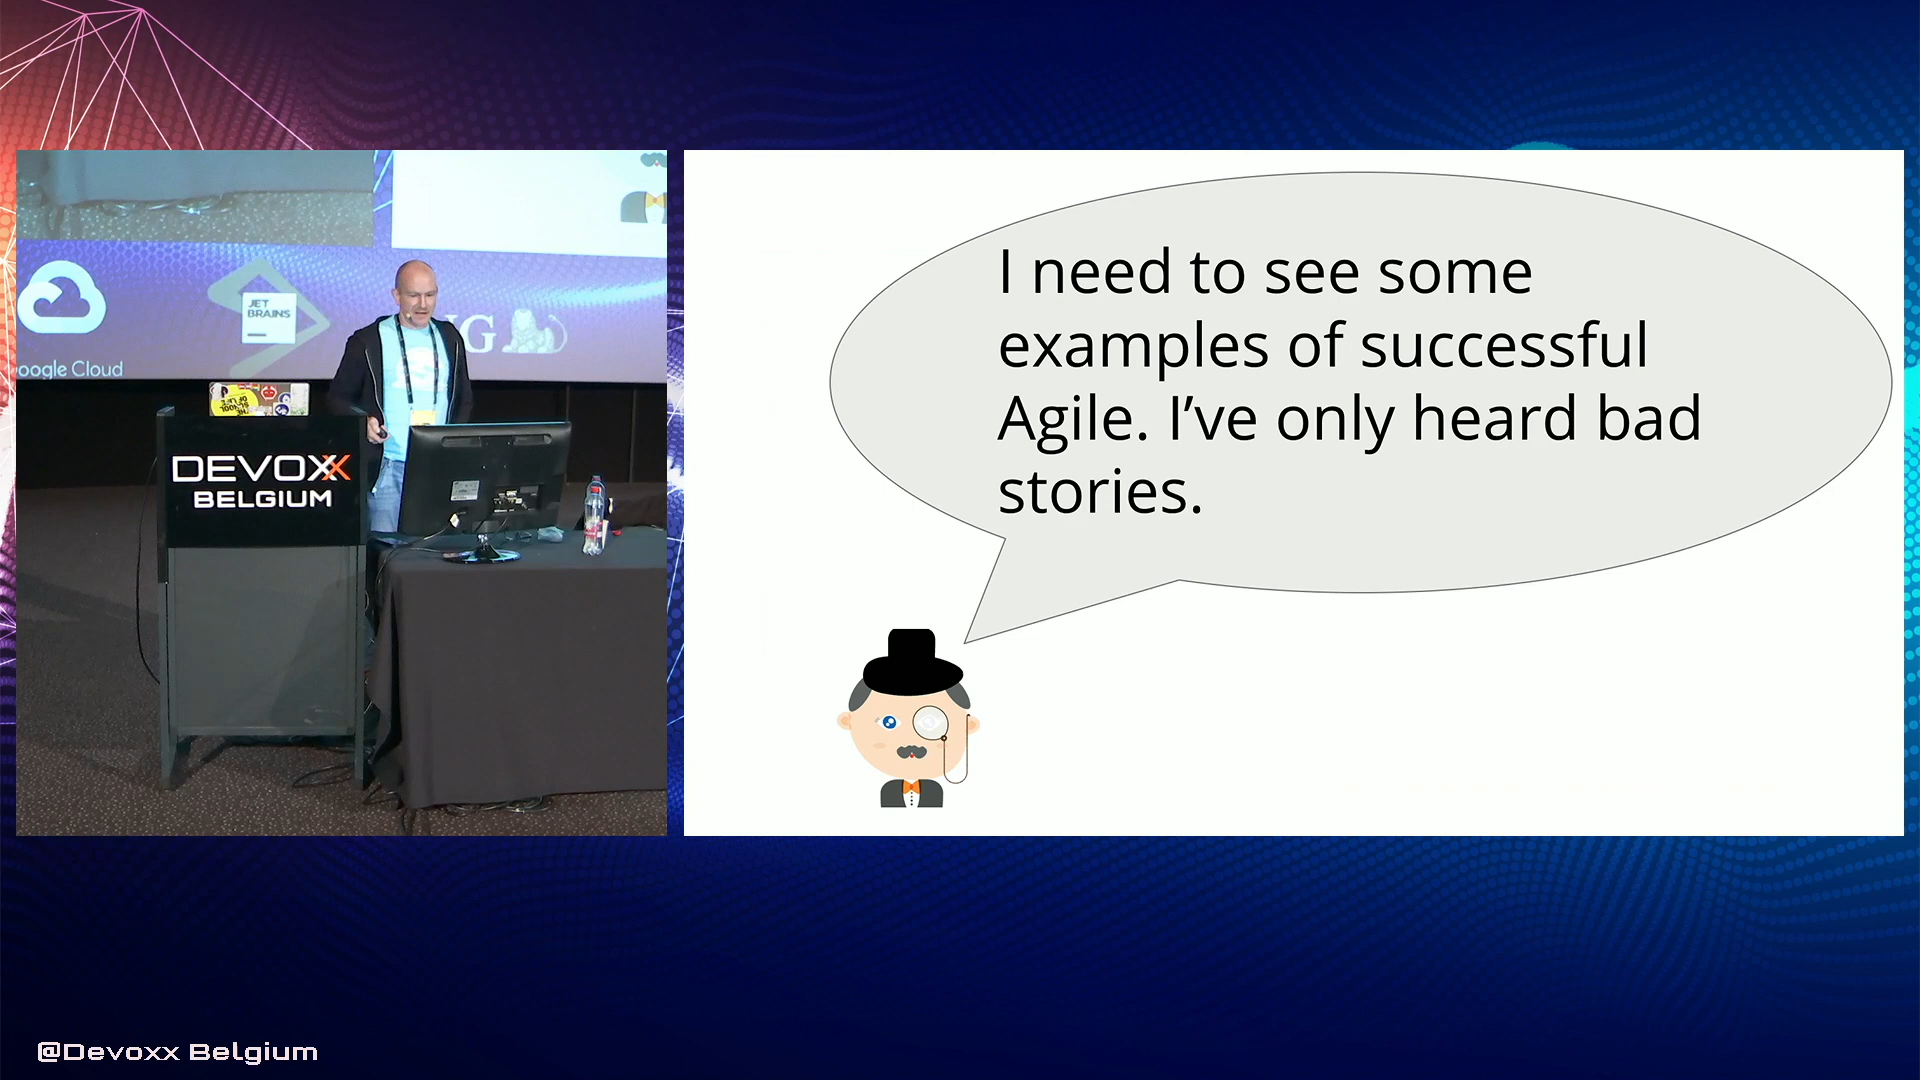 I need to see some
examples of successful
Agile. I've only heard bad
stories.
JET
BRAINS
NG
oogle Cloud
DEVOXX
BELGIUM
@Devoxx Belgium